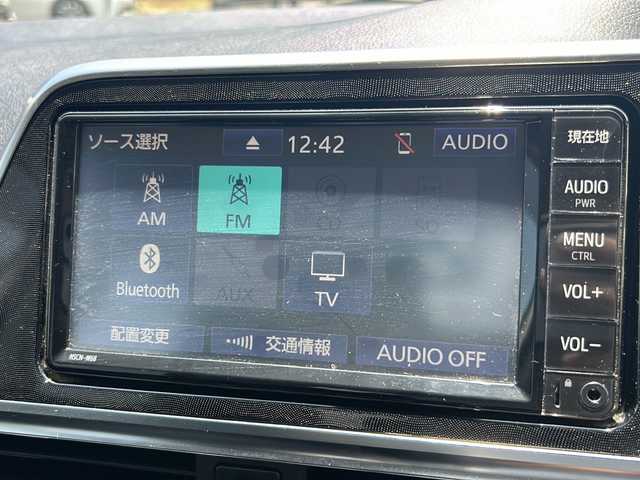 ソース選択 12:42 AUDIO
現在地
AM FM
AUDIO
PWR
MENU
CTRL
Bluetooth AUX TV
VOL+
配置変更 交通情報 AUDIO OFF
VOL-
NSCN-W68